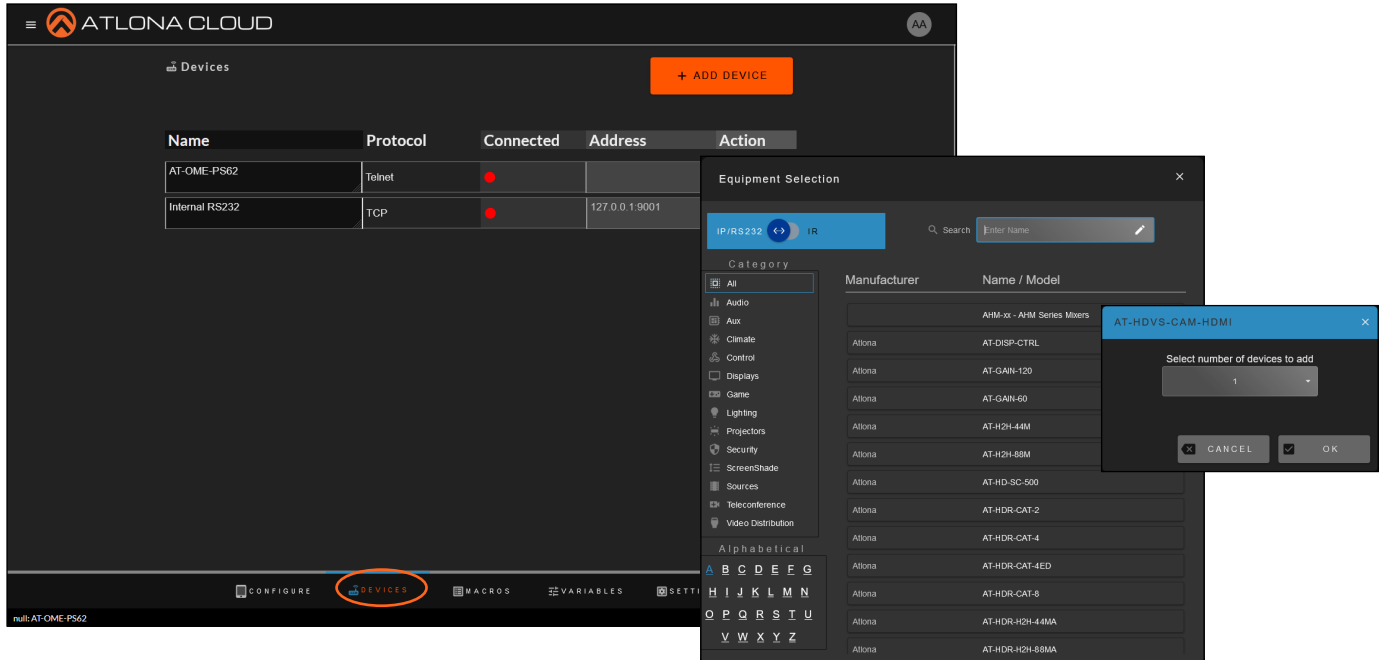 ATLONA CLOUD
AA
Devices
+ ADD DEVICE
Name Protocol Connected Address Action
AT-OME-PS62 Telnet
Internal RS232 TCP 127.0.0.1:9001
CONFIGURE DEVICES MACROS VARIABLES SETTI
null: AT-OME-PS62
Equipment Selection ×
IP/RS232 IR
Search Enter Name
Category
All
Audio
Aux
Climate
Control
Displays
Game
Lighting
Projectors
Security
ScreenShade
Sources
Teleconference
Video Distribution
Alphabetical
A B C D E F G
H I J K L M N
O P Q R S T U
V W X Y Z
Manufacturer Name / Model
AHM-xx - AHM Series Mixers
Atlona AT-DISP-CTRL
Atlona AT-GAIN-120
Atlona AT-GAIN-60
Atlona AT-H2H-44M
Atlona AT-H2H-88M
Atlona AT-HD-SC-500
Atlona AT-HDR-CAT-2
Atlona AT-HDR-CAT-4
Atlona AT-HDR-CAT-4ED
Atlona AT-HDR-CAT-8
Atlona AT-HDR-H2H-44MA
Atlona AT-HDR-H2H-88MA
AT-HDVS-CAM-HDMI ×
Select number of devices to add
1
CANCEL OK